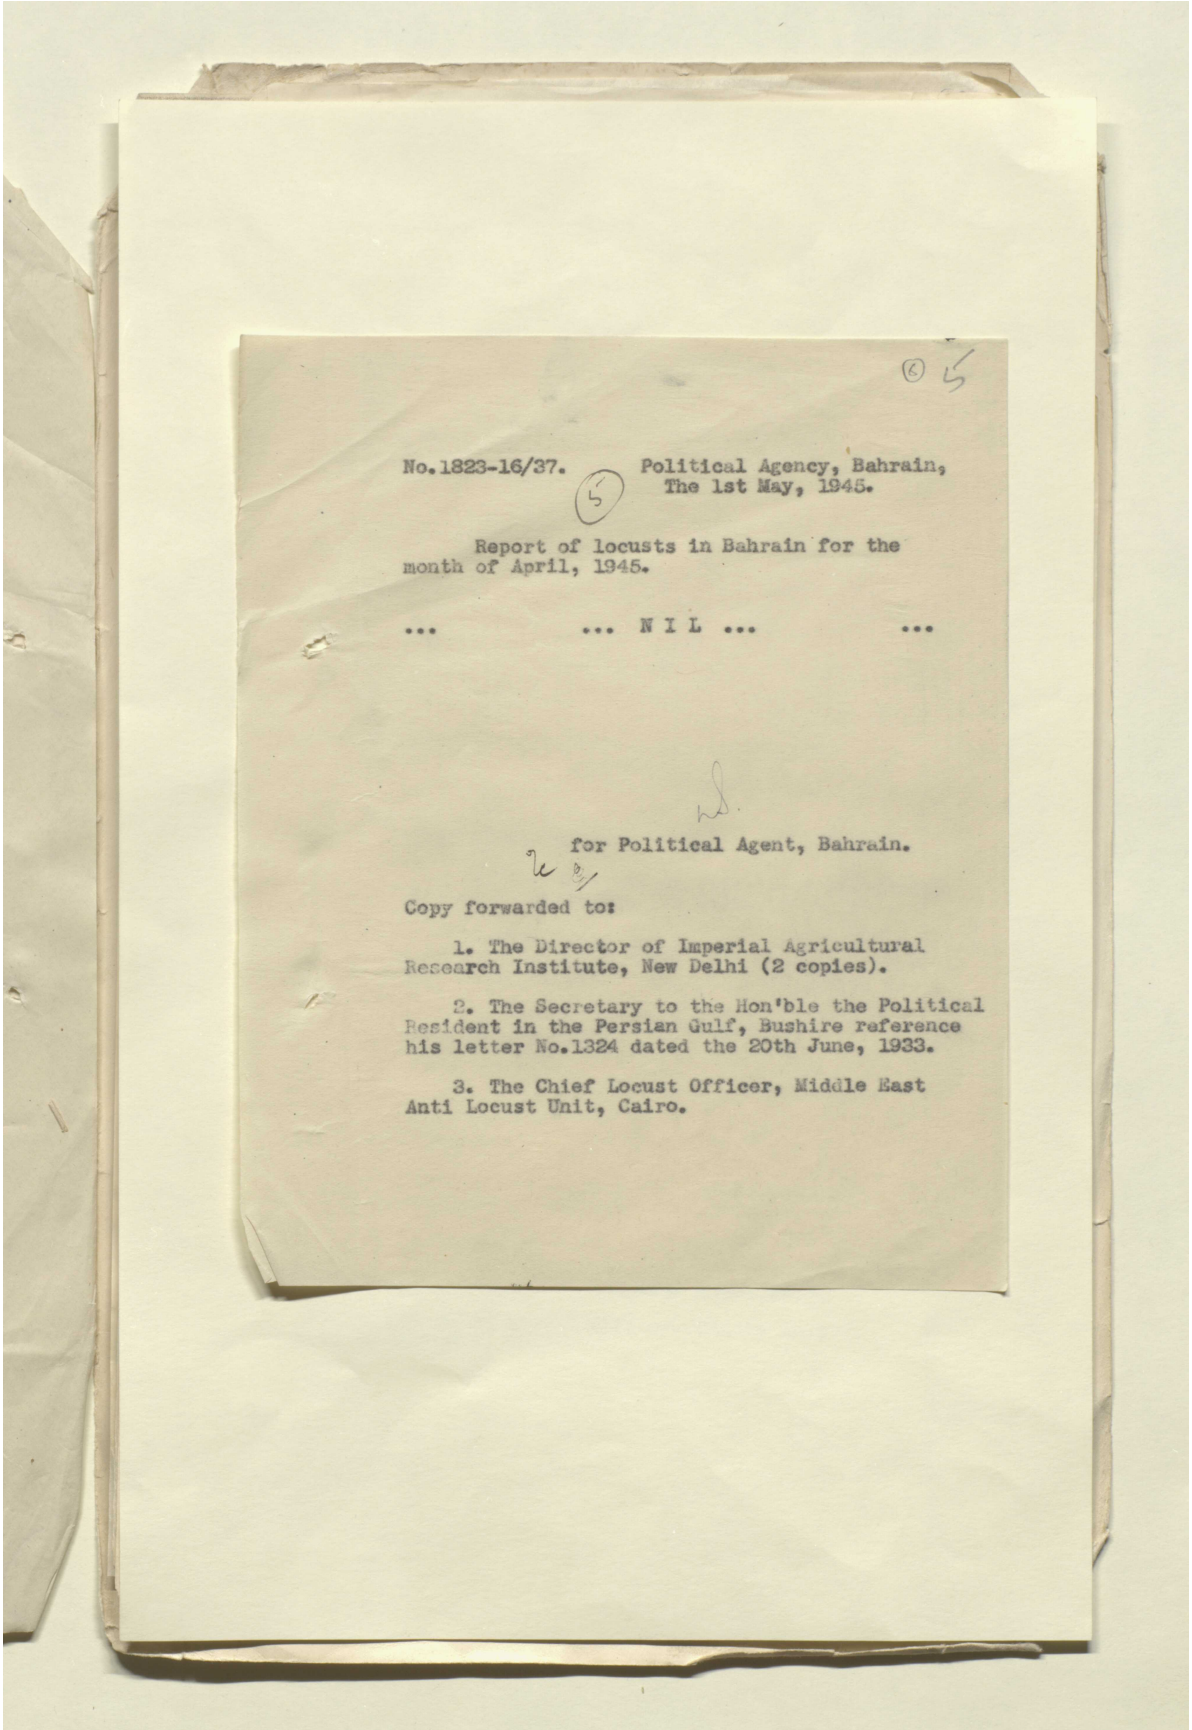 6 5
No.1823-16/37. Political Agency, Bahrain,
The 1st May, 1945.
5
Report of locusts in Bahrain for the
month of April, 1945.
... ... N I L ... ...
for Political Agent, Bahrain.
Copy forwarded to:
1. The Director of Imperial Agricultural
Research Institute, New Delhi (2 copies).
2. The Secretary to the Hon'ble the Political
Resident in the Persian Gulf, Bushire reference
his letter No.1324 dated the 20th June, 1933.
3. The Chief Locust Officer, Middle East
Anti Locust Unit, Cairo.